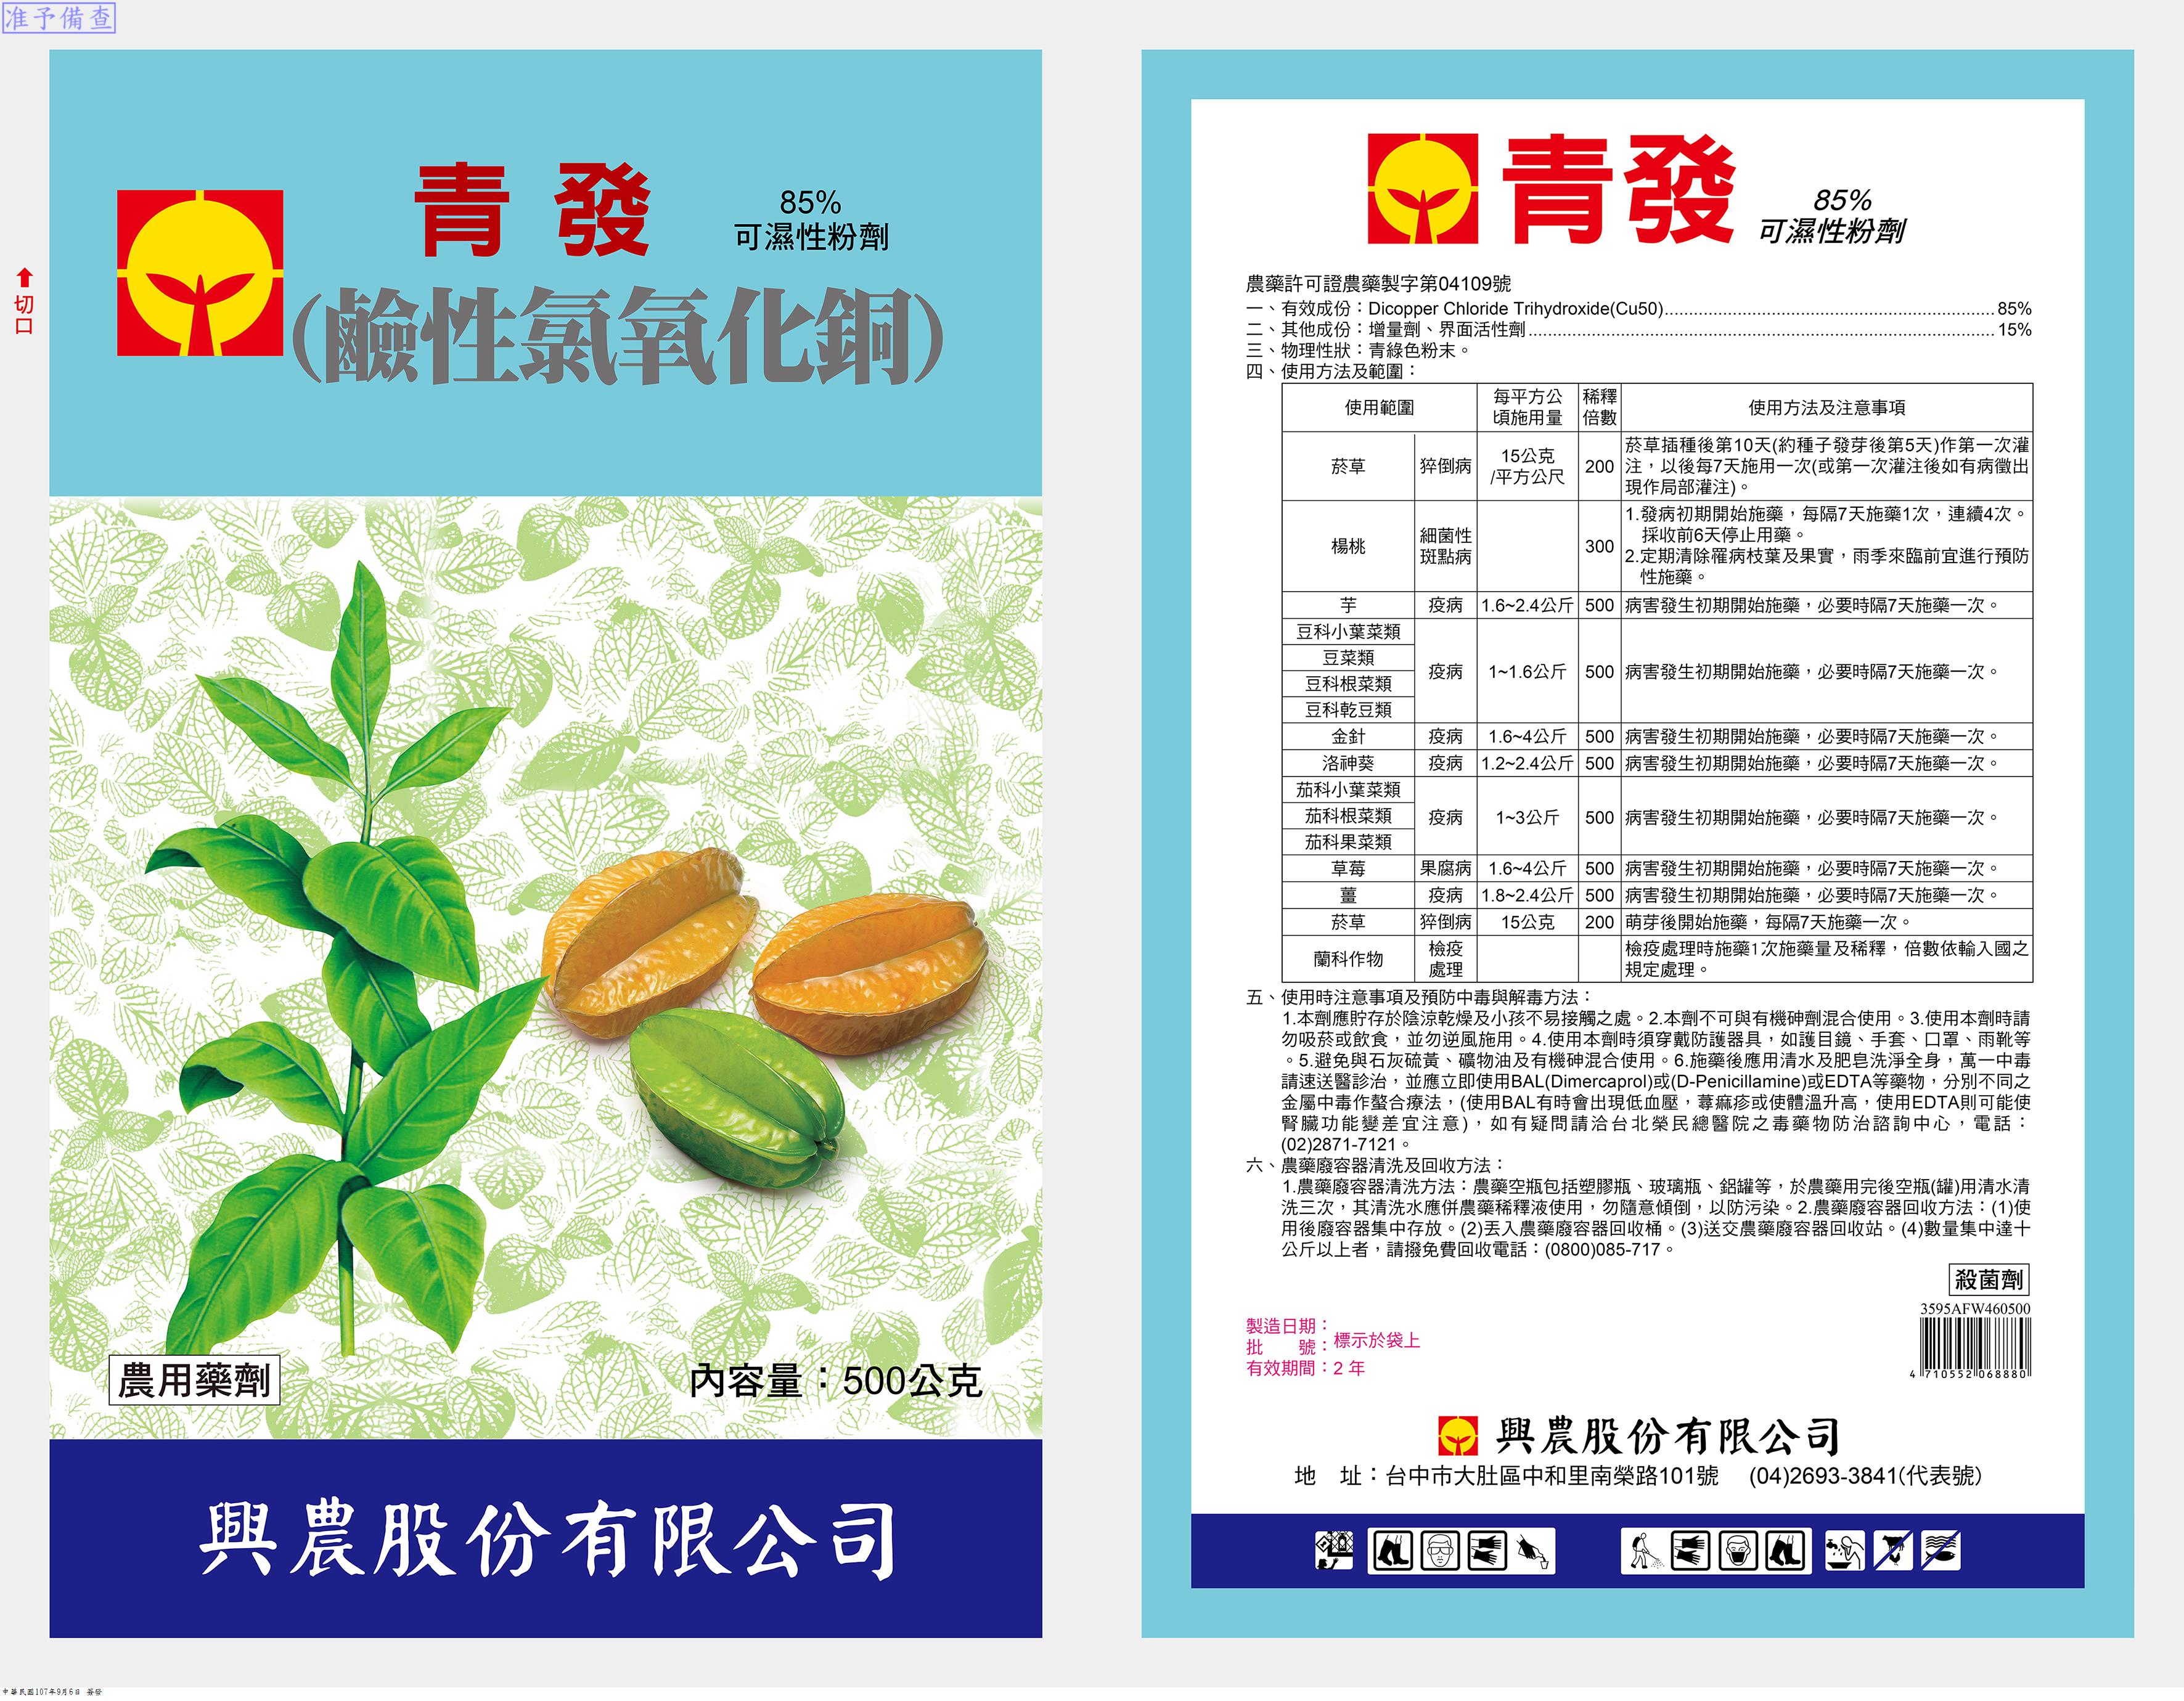 准予備查
切口
青發
85%
可濕性粉劑
(鹼性氯氧化銅)
農用藥劑
內容量：500公克
興農股份有限公司
青發
85%
可濕性粉劑
農藥許可證農藥製字第04109號
一、有效成份：Dicopper Chloride Trihydroxide(Cu50)........85%
二、其他成份：增量劑、界面活性劑........15%
三、物理性狀：青綠色粉末。
四、使用方法及範圍：
使用範圍 每平方公頃施用量 稀釋倍數 使用方法及注意事項
菸草 猝倒病 15公克/平方公尺 200 菸草插種後第10天(約種子發芽後第5天)作第一次灌
注，以後每7天施用一次(或第一次灌注後如有病徵出
現作局部灌注)。
楊桃 細菌性斑點病 300 1.發病初期開始施藥，每隔7天施藥1次，連續4次。
採收前6天停止用藥。
2.定期清除罹病枝葉及果實，雨季來臨前宜進行預防
性施藥。
芋 疫病 1.6~2.4公斤 500 病害發生初期開始施藥，必要時隔7天施藥一次。
豆科小葉菜類
豆菜類
豆科根菜類
豆科乾豆類
疫病 1~1.6公斤 500 病害發生初期開始施藥，必要時隔7天施藥一次。
金針 疫病 1.6~4公斤 500 病害發生初期開始施藥，必要時隔7天施藥一次。
洛神葵 疫病 1.2~2.4公斤 500 病害發生初期開始施藥，必要時隔7天施藥一次。
茄科小葉菜類
茄科根菜類
茄科果菜類
疫病 1~3公斤 500 病害發生初期開始施藥，必要時隔7天施藥一次。
草莓 果腐病 1.6~4公斤 500 病害發生初期開始施藥，必要時隔7天施藥一次。
薑 疫病 1.8~2.4公斤 500 病害發生初期開始施藥，必要時隔7天施藥一次。
菸草 猝倒病 15公克 200 萌芽後開始施藥，每隔7天施藥一次。
蘭科作物 檢疫處理 檢疫處理時施藥1次施藥量及稀釋，倍數依輸入國之
規定處理。
五、使用時注意事項及預防中毒與解毒方法：
1.本劑應貯存於陰涼乾燥及小孩不易接觸之處。2.本劑不可與有機砷劑混合使用。3.使用本劑時請
勿吸菸或飲食，並勿逆風施用。4.使用本劑時須穿戴防護器具，如護目鏡、手套、口罩、雨靴等
。5.避免與石灰硫黃、礦物油及有機砷混合使用。6.施藥後應用清水及肥皂洗淨全身，萬一中毒
請速送醫診治，並應立即使用BAL(Dimercaprol)或(D-Penicillamine)或EDTA等藥物，分別不同之
金屬中毒作螯合療法，(使用BAL有時會出現低血壓，蕁麻疹或使體溫升高，使用EDTA則可能使
腎臟功能變差宜注意)，如有疑問請洽台北榮民總醫院之毒藥物防治諮詢中心，電話：
(02)2871-7121。
六、農藥廢容器清洗及回收方法：
1.農藥廢容器清洗方法：農藥空瓶包括塑膠瓶、玻璃瓶、鋁罐等，於農藥用完後空瓶(罐)用清水清
洗三次，其清洗水應併農藥稀釋液使用，勿隨意傾倒，以防污染。2.農藥廢容器回收方法：(1)使
用後廢容器集中存放。(2)丟入農藥廢容器回收桶。(3)送交農藥廢容器回收站。(4)數量集中達十
公斤以上者，請撥免費回收電話：(0800)085-717。
殺菌劑
3595AFW460500
4 710552 068880
製造日期：
批　　號：標示於袋上
有效期間：2 年
興農股份有限公司
地　址：台中市大肚區中和里南榮路101號　(04)2693-3841(代表號)
中華民國107年9月6日 簽發